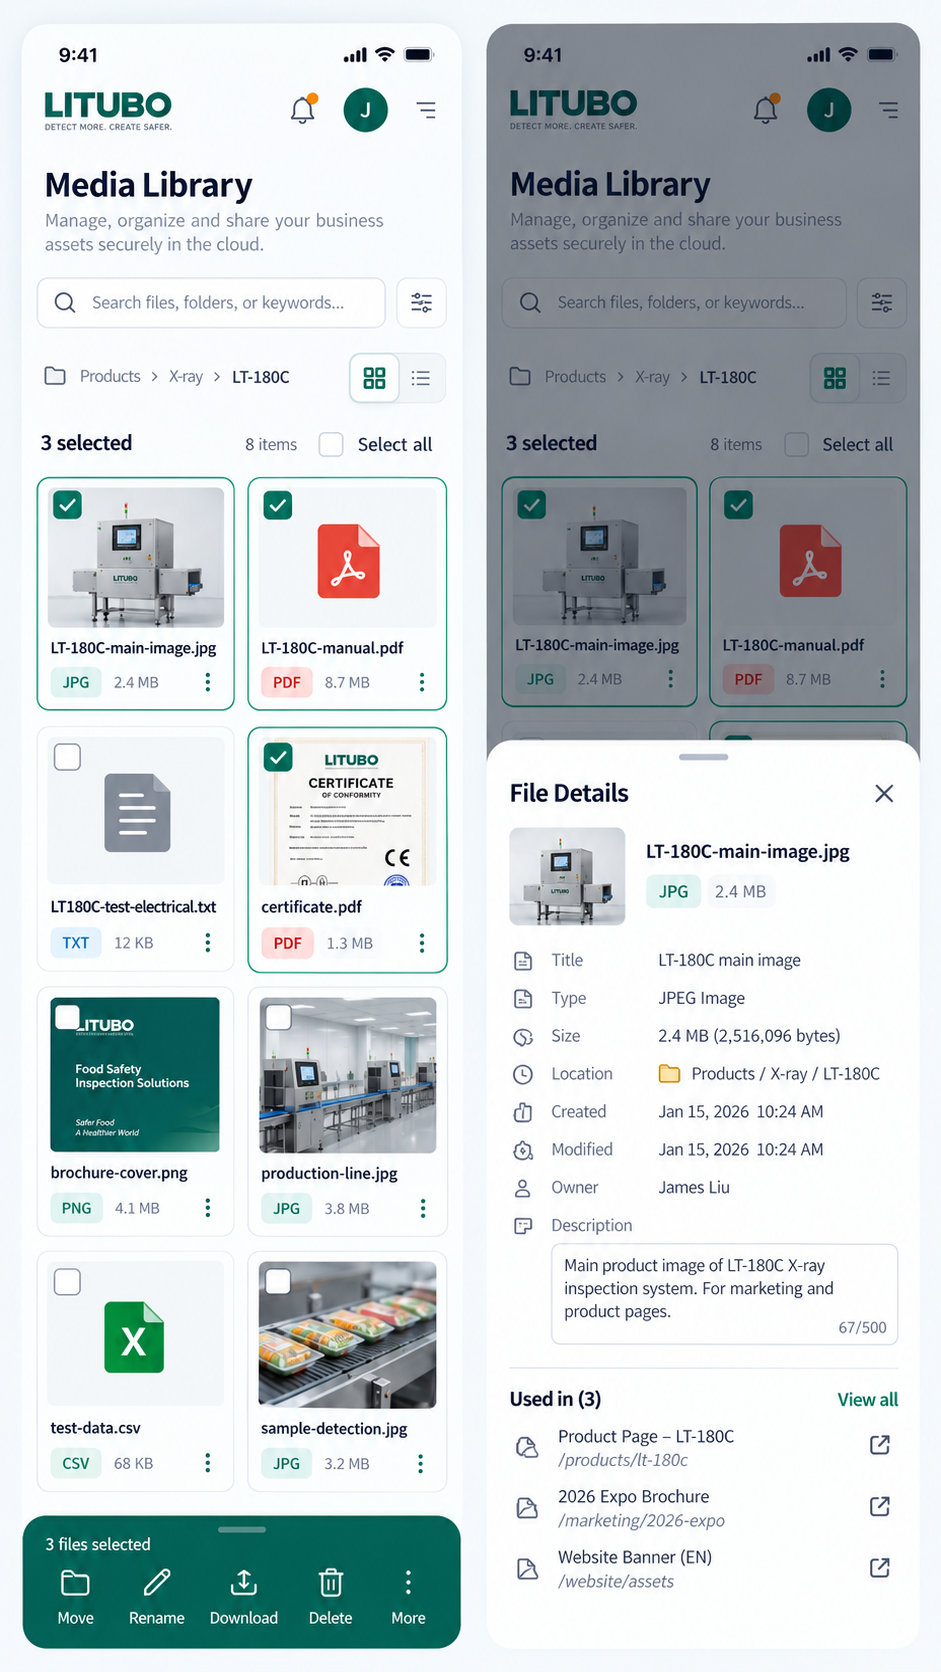 9:41
LITUBO
DETECT MORE. CREATE SAFER.
J
Media Library
Manage, organize and share your business
assets securely in the cloud.
Search files, folders, or keywords...
Products > X-ray > LT-180C
3 selected
8 items
Select all
LITUBO
LT-180C-main-image.jpg
JPG 2.4 MB
LT-180C-manual.pdf
PDF 8.7 MB
LT180C-test-electrical.txt
TXT 12 KB
LITUBO
CERTIFICATE
OF CONFORMITY
CE
certificate.pdf
PDF 1.3 MB
LITUBO
Food Safety
Inspection Solutions
Safer Food
A Healthier World
brochure-cover.png
PNG 4.1 MB
production-line.jpg
JPG 3.8 MB
X
test-data.csv
CSV 68 KB
sample-detection.jpg
JPG 3.2 MB
3 files selected
Move
Rename
Download
Delete
More
9:41
LITUBO
DETECT MORE. CREATE SAFER.
J
Media Library
Manage, organize and share your business
assets securely in the cloud.
Search files, folders, or keywords...
Products > X-ray > LT-180C
3 selected
8 items
Select all
LITUBO
LT-180C-main-image.jpg
JPG 2.4 MB
LT-180C-manual.pdf
PDF 8.7 MB
File Details
LITUBO
LT-180C-main-image.jpg
JPG 2.4 MB
Title LT-180C main image
Type JPEG Image
Size 2.4 MB (2,516,096 bytes)
Location Products / X-ray / LT-180C
Created Jan 15, 2026 10:24 AM
Modified Jan 15, 2026 10:24 AM
Owner James Liu
Description
Main product image of LT-180C X-ray
inspection system. For marketing and
product pages.
67/500
Used in (3)
View all
Product Page – LT-180C
/products/lt-180c
2026 Expo Brochure
/marketing/2026-expo
Website Banner (EN)
/website/assets